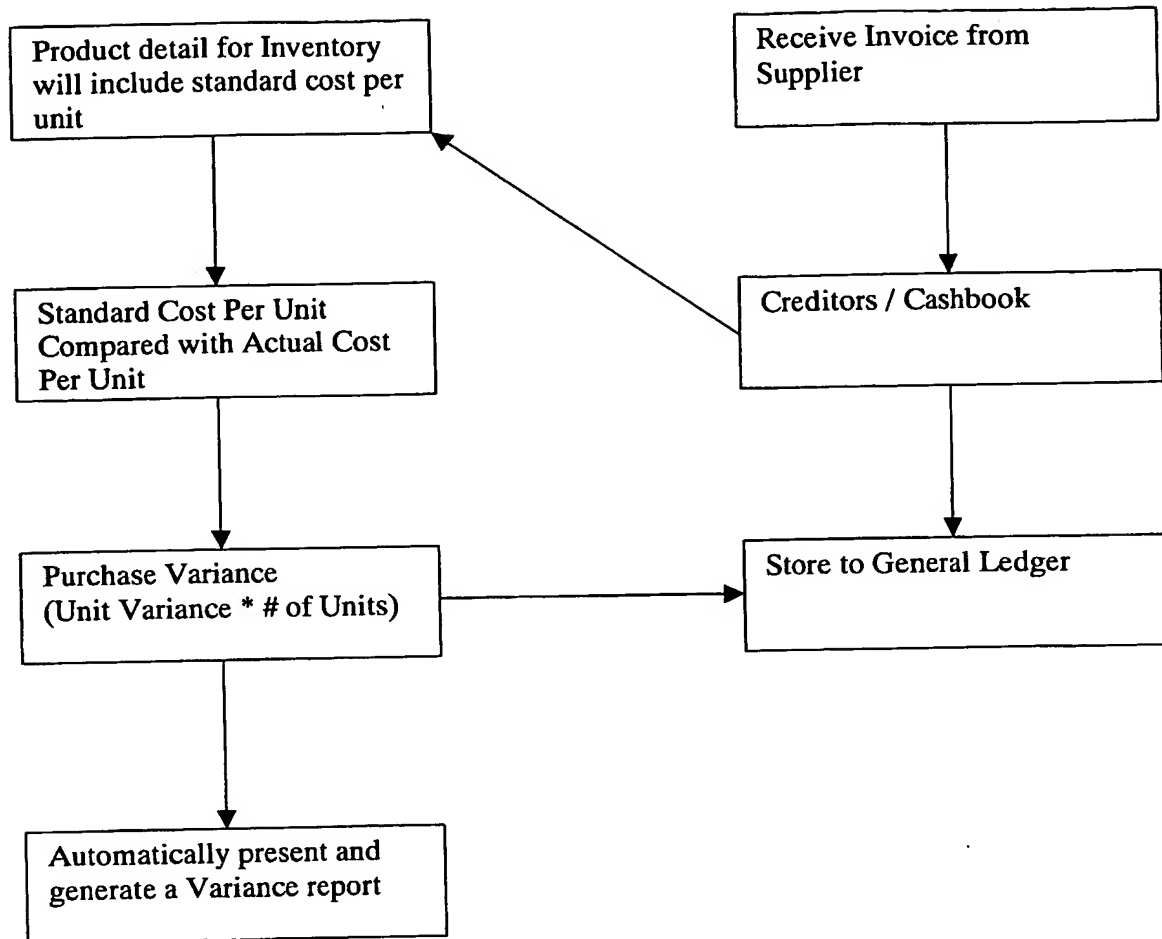 Product detail for Inventory
will include standard cost per
unit
Receive Invoice from
Supplier
Standard Cost Per Unit
Compared with Actual Cost
Per Unit
Creditors / Cashbook
Purchase Variance
(Unit Variance * # of Units)
Store to General Ledger
Automatically present and
generate a Variance report